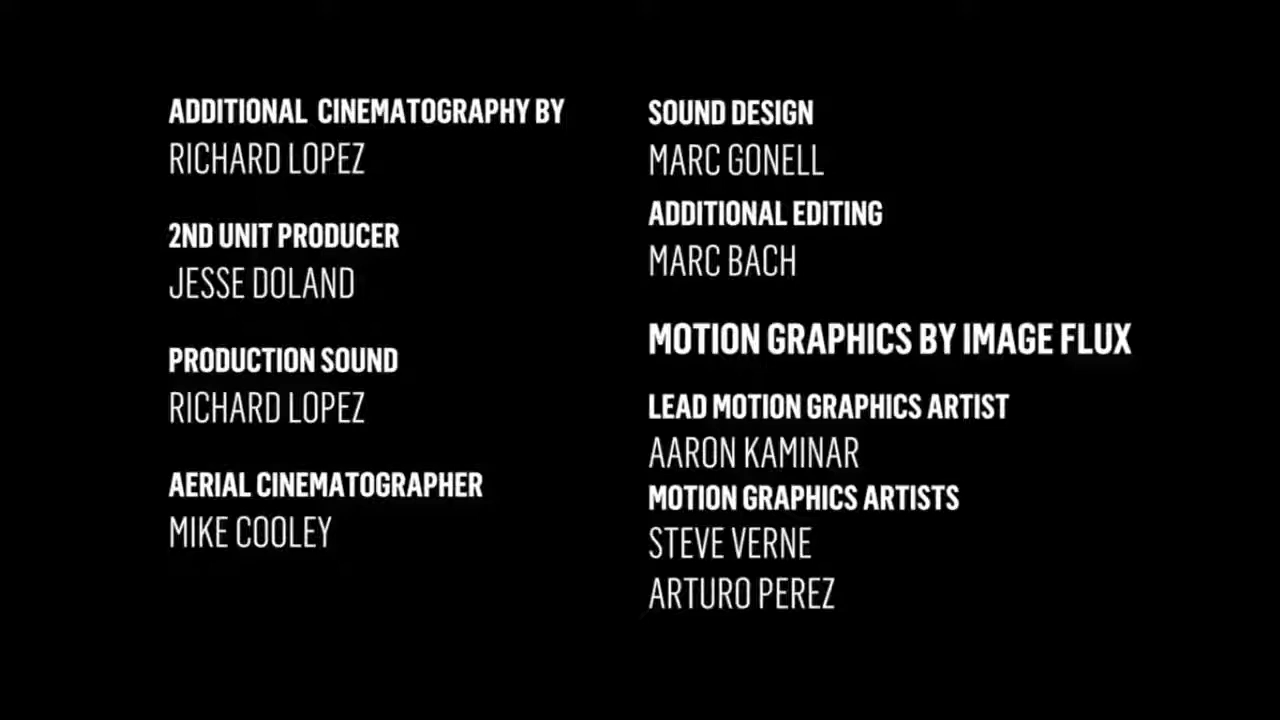 ADDITIONAL CINEMATOGRAPHY BY
RICHARD LOPEZ
2ND UNIT PRODUCER
JESSE DOLAND
PRODUCTION SOUND
RICHARD LOPEZ
AERIAL CINEMATOGRAPHER
MIKE COOLEY
SOUND DESIGN
MARC GONELL
ADDITIONAL EDITING
MARC BACH
MOTION GRAPHICS BY IMAGE FLUX
LEAD MOTION GRAPHICS ARTIST
AARON KAMINAR
MOTION GRAPHICS ARTISTS
STEVE VERNE
ARTURO PEREZ